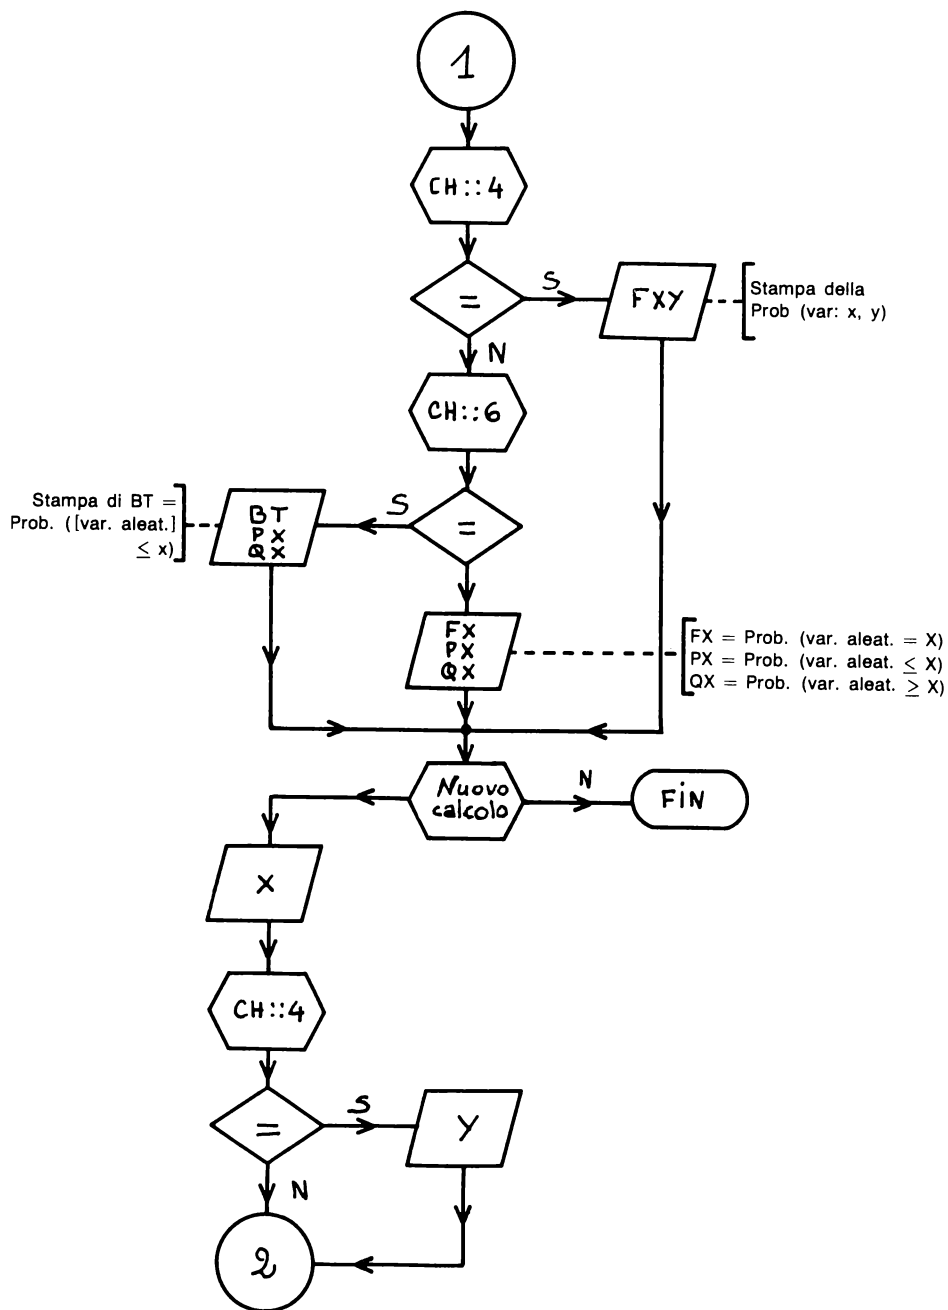 1
CH::4
=
S
FXY
Stampa della
Prob (var: x, y)
N
CH::6
=
S
BT
PX
QX
Stampa di BT =
Prob. ([var. aleat.]
≤ x)
FX
PX
QX
FX = Prob. (var. aleat. = X)
PX = Prob. (var. aleat. ≤ X)
QX = Prob. (var. aleat. ≥ X)
Nuovo
calcolo
N
FiN
X
CH::4
=
S
Y
N
2